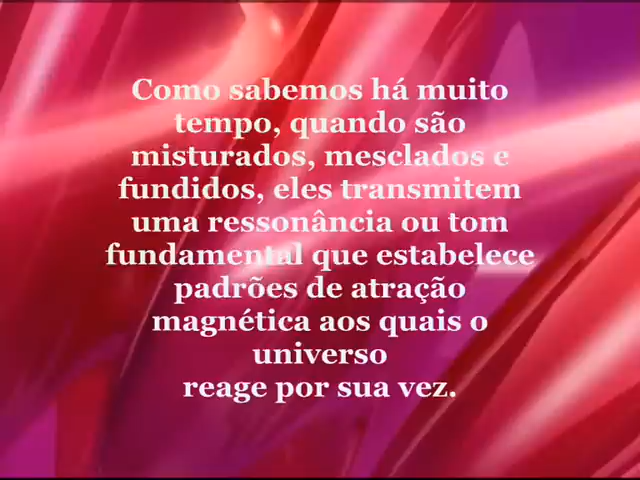 Como sabemos há muito
tempo, quando são
misturados, mesclados e
fundidos, eles transmitem
uma ressonância ou tom
fundamental que estabelece
padrões de atração
magnética aos quais o
universo
reage por sua vez.